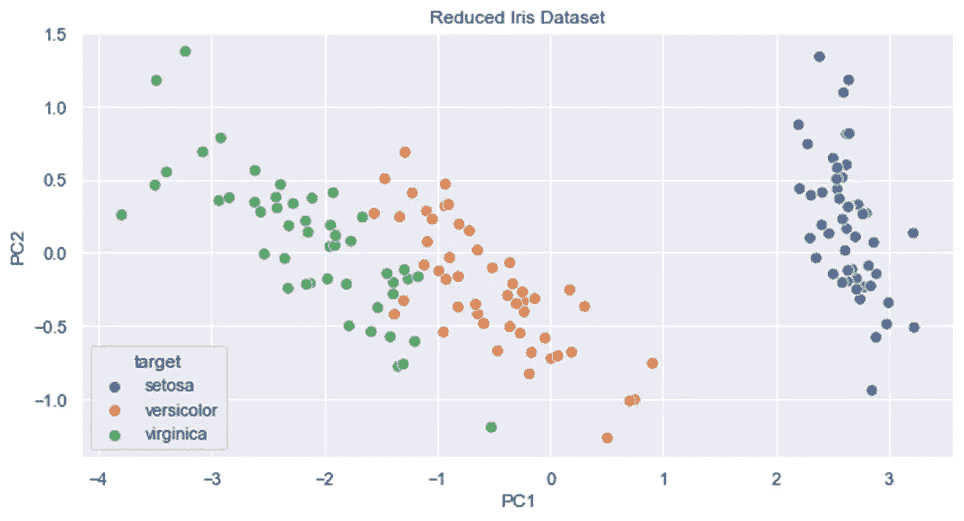 Reduced Iris Dataset
1.5
1.0
0.5
0.0
−0.5
−1.0
PC2
target
setosa
versicolor
virginica
−4 −3 −2 −1 0 1 2 3
PC1